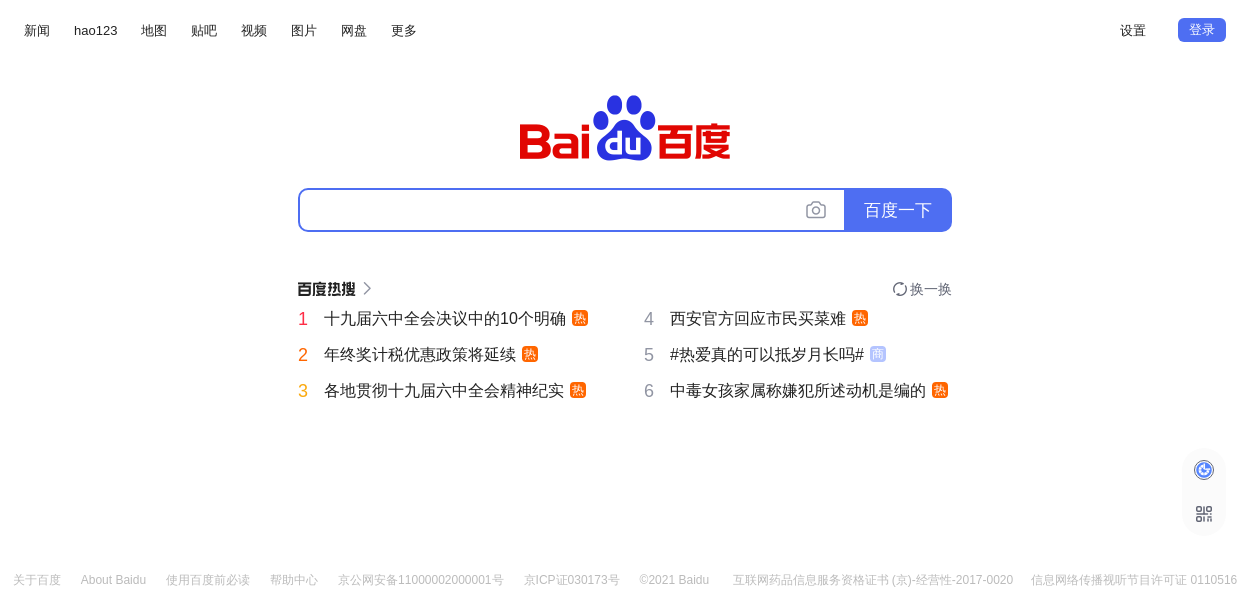 新闻 hao123 地图 贴吧 视频 图片 网盘 更多 设置 登录
Bai du 百度
百度一下
百度热搜 换一换
1 十九届六中全会决议中的10个明确 热
4 西安官方回应市民买菜难 热
2 年终奖计税优惠政策将延续 热
5 #热爱真的可以抵岁月长吗# 商
3 各地贯彻十九届六中全会精神纪实 热
6 中毒女孩家属称嫌犯所述动机是编的 热
关于百度 About Baidu 使用百度前必读 帮助中心 京公网安备11000002000001号 京ICP证030173号 ©2021 Baidu 互联网药品信息服务资格证书 (京)-经营性-2017-0020 信息网络传播视听节目许可证 0110516